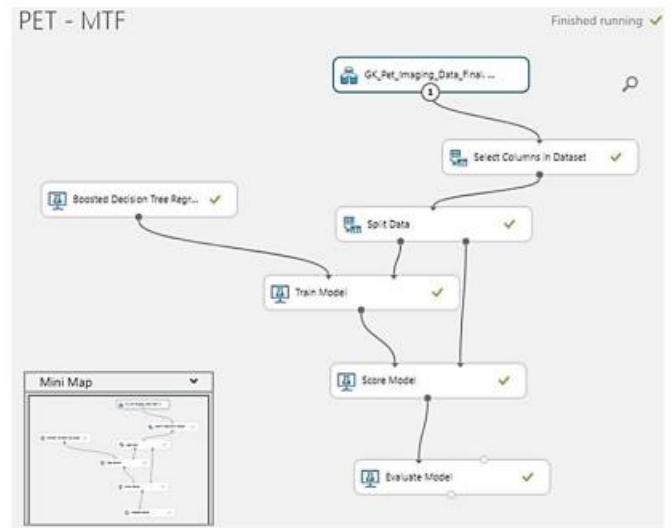 PET - MTF
Finished running
GK_Pet_Imaging_Data_Final. ...
1
Select Columns in Dataset
Boosted Decision Tree Regr...
Split Data
Train Model
Score Model
Mini Map
Evaluate Model